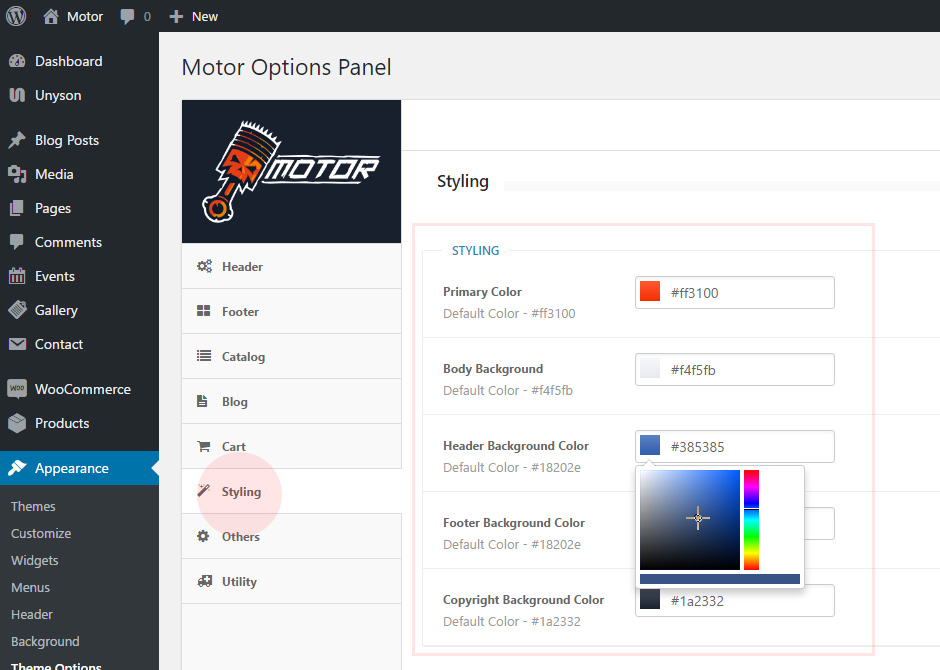 Motor 0 New
Dashboard
Unyson
Blog Posts
Media
Pages
Comments
Events
Gallery
Contact
WOO WooCommerce
Products
Appearance
Themes
Customize
Widgets
Menus
Header
Background
Theme Options
Motor Options Panel
MOTOR
Header
Footer
Catalog
Blog
Cart
Styling
Others
Utility
Styling
STYLING
Primary Color
Default Color - #ff3100
#ff3100
Body Background
Default Color - #f4f5fb
#f4f5fb
Header Background Color
Default Color - #18202e
#385385
Footer Background Color
Default Color - #18202e
Copyright Background Color
Default Color - #1a2332
#1a2332